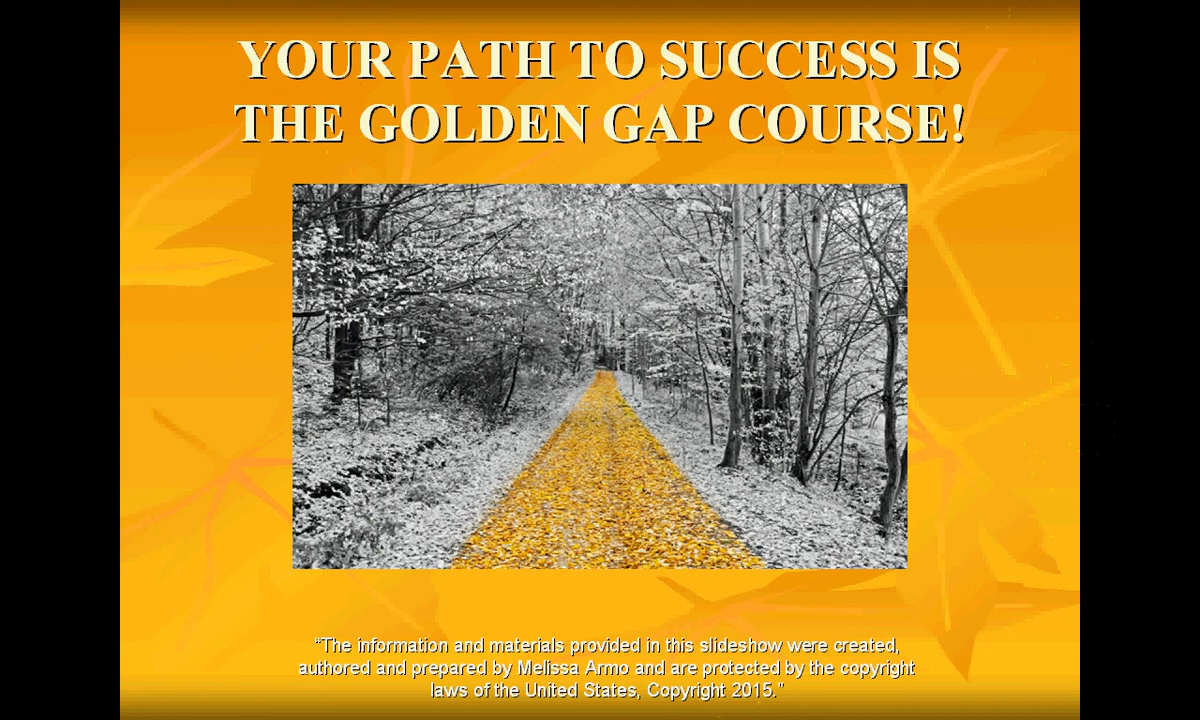 YOUR PATH TO SUCCESS IS
THE GOLDEN GAP COURSE!
“The information and materials provided in this slideshow were created,
authored and prepared by Melissa Armo and are protected by the copyright
laws of the United States, Copyright 2015.”